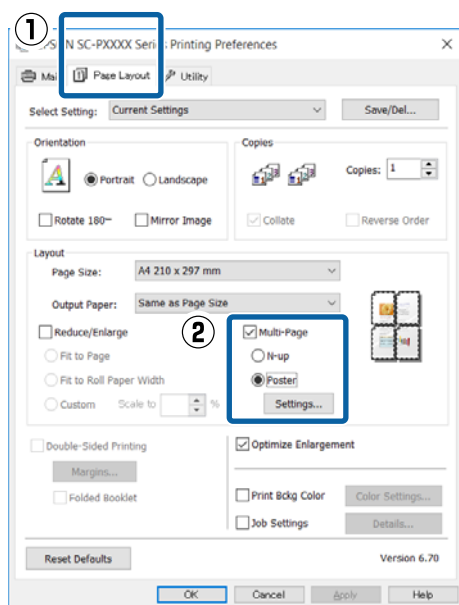 1
SC-PXXXX Series Printing Preferences
Page Layout Utility
Select Setting: Current Settings Save/Del...
Orientation Copies
Portrait Landscape Copies: 1
Rotate 180° Mirror Image Collate Reverse Order
Layout
Page Size: A4 210 x 297 mm
Output Paper: Same as Page Size
2
Reduce/Enlarge Multi-Page
Fit to Page N-up
Fit to Roll Paper Width Poster
Custom Scale to % Settings...
Double-Sided Printing Optimize Enlargement
Margins...
Folded Booklet Print Bckg Color Color Settings...
Job Settings Details...
Reset Defaults Version 6.70
OK Cancel Apply Help